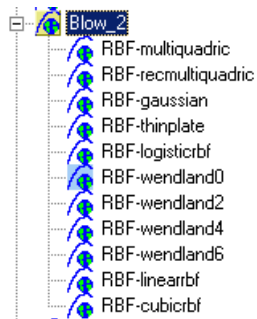 Blow_2
RBF-multiquadric
RBF-recmultiquadric
RBF-gaussian
RBF-thinplate
RBF-logisticrbf
RBF-wendland0
RBF-wendland2
RBF-wendland4
RBF-wendland6
RBF-linearrbf
RBF-cubicrbf